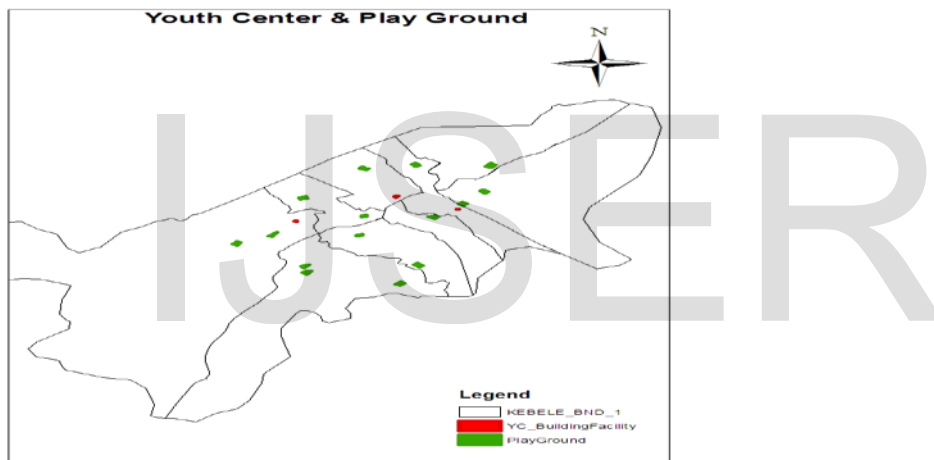 Youth Center & Play Ground
N
IJSER
Legend
KEBELE_BND_1
YC_BuildingFacility
PlayGround